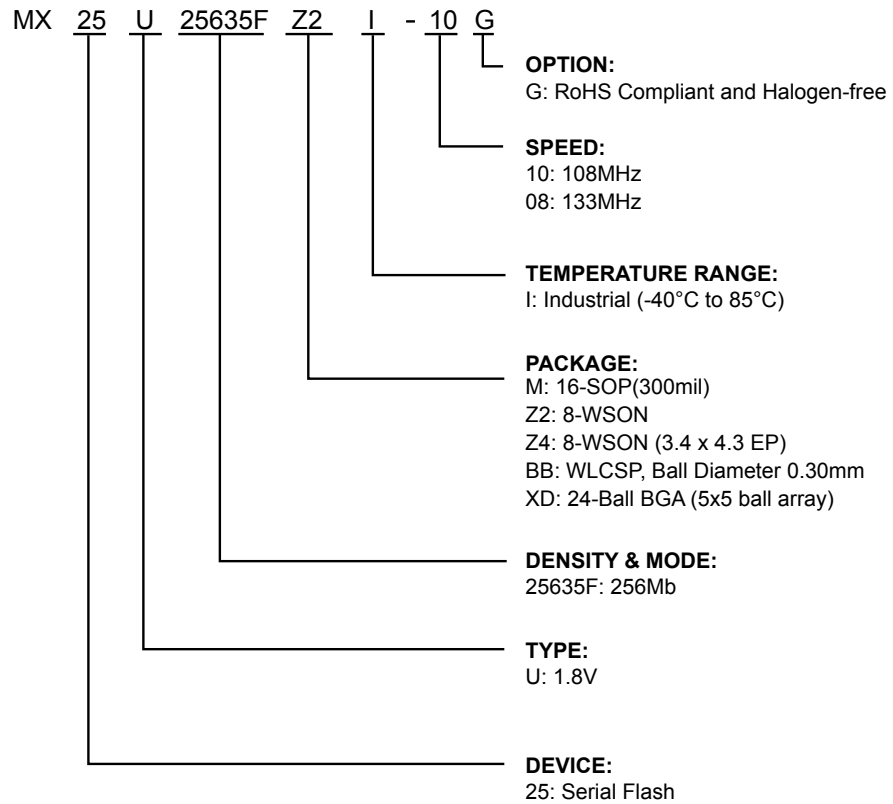 MX 25 U 25635F Z2 I - 10 G
OPTION:
G: RoHS Compliant and Halogen-free
SPEED:
10: 108MHz
08: 133MHz
TEMPERATURE RANGE:
I: Industrial (-40°C to 85°C)
PACKAGE:
M: 16-SOP(300mil)
Z2: 8-WSON
Z4: 8-WSON (3.4 x 4.3 EP)
BB: WLCSP, Ball Diameter 0.30mm
XD: 24-Ball BGA (5x5 ball array)
DENSITY & MODE:
25635F: 256Mb
TYPE:
U: 1.8V
DEVICE:
25: Serial Flash